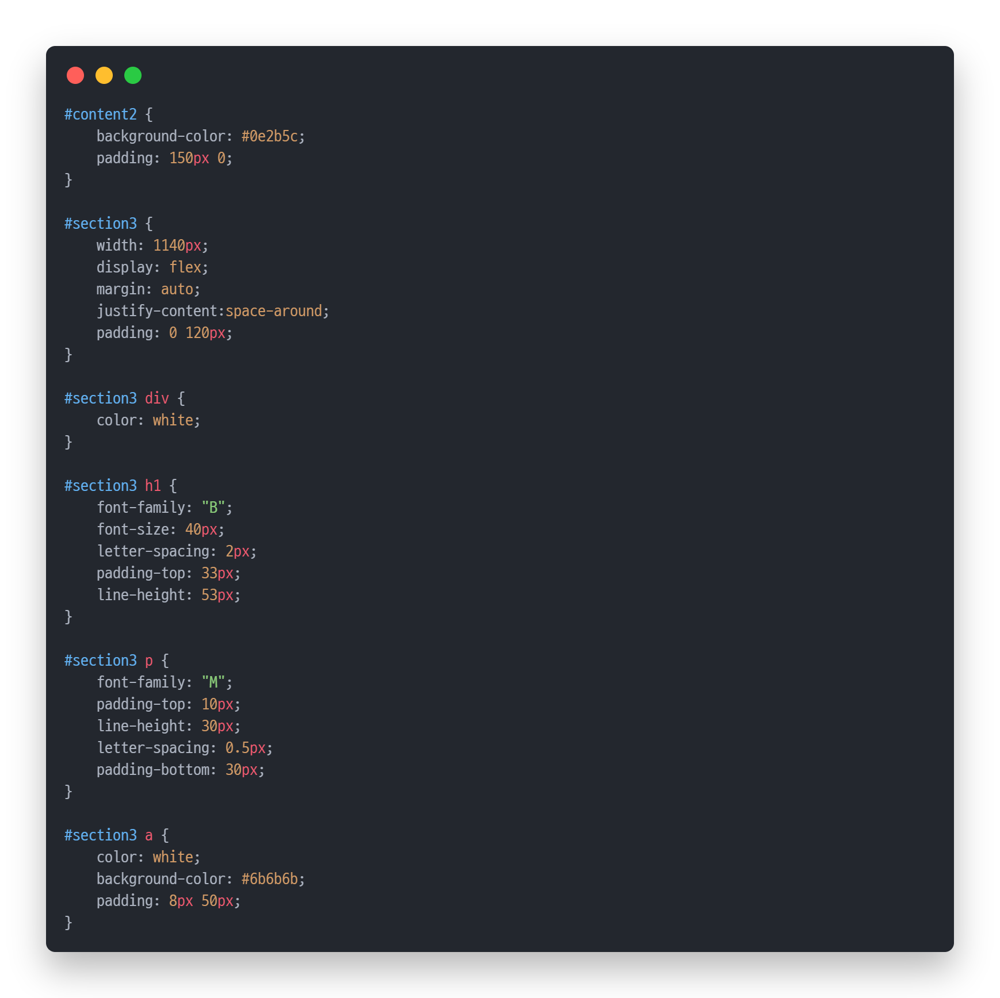 #content2 {
    background-color: #0e2b5c;
    padding: 150px 0;
}

#section3 {
    width: 1140px;
    display: flex;
    margin: auto;
    justify-content:space-around;
    padding: 0 120px;
}

#section3 div {
    color: white;
}

#section3 h1 {
    font-family: "B";
    font-size: 40px;
    letter-spacing: 2px;
    padding-top: 33px;
    line-height: 53px;
}

#section3 p {
    font-family: "M";
    padding-top: 10px;
    line-height: 30px;
    letter-spacing: 0.5px;
    padding-bottom: 30px;
}

#section3 a {
    color: white;
    background-color: #6b6b6b;
    padding: 8px 50px;
}